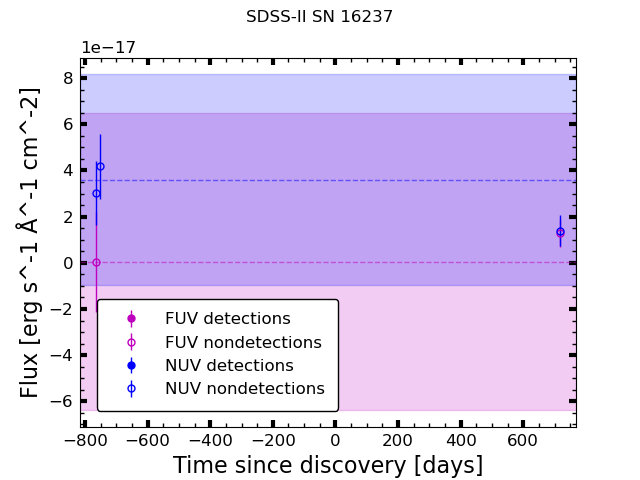 SDSS-II SN 16237
1e−17
8
6
4
2
0
−2
−4
−6
Flux [erg s^-1 Å^-1 cm^-2]
FUV detections
FUV nondetections
NUV detections
NUV nondetections
−800 −600 −400 −200 0 200 400 600
Time since discovery [days]